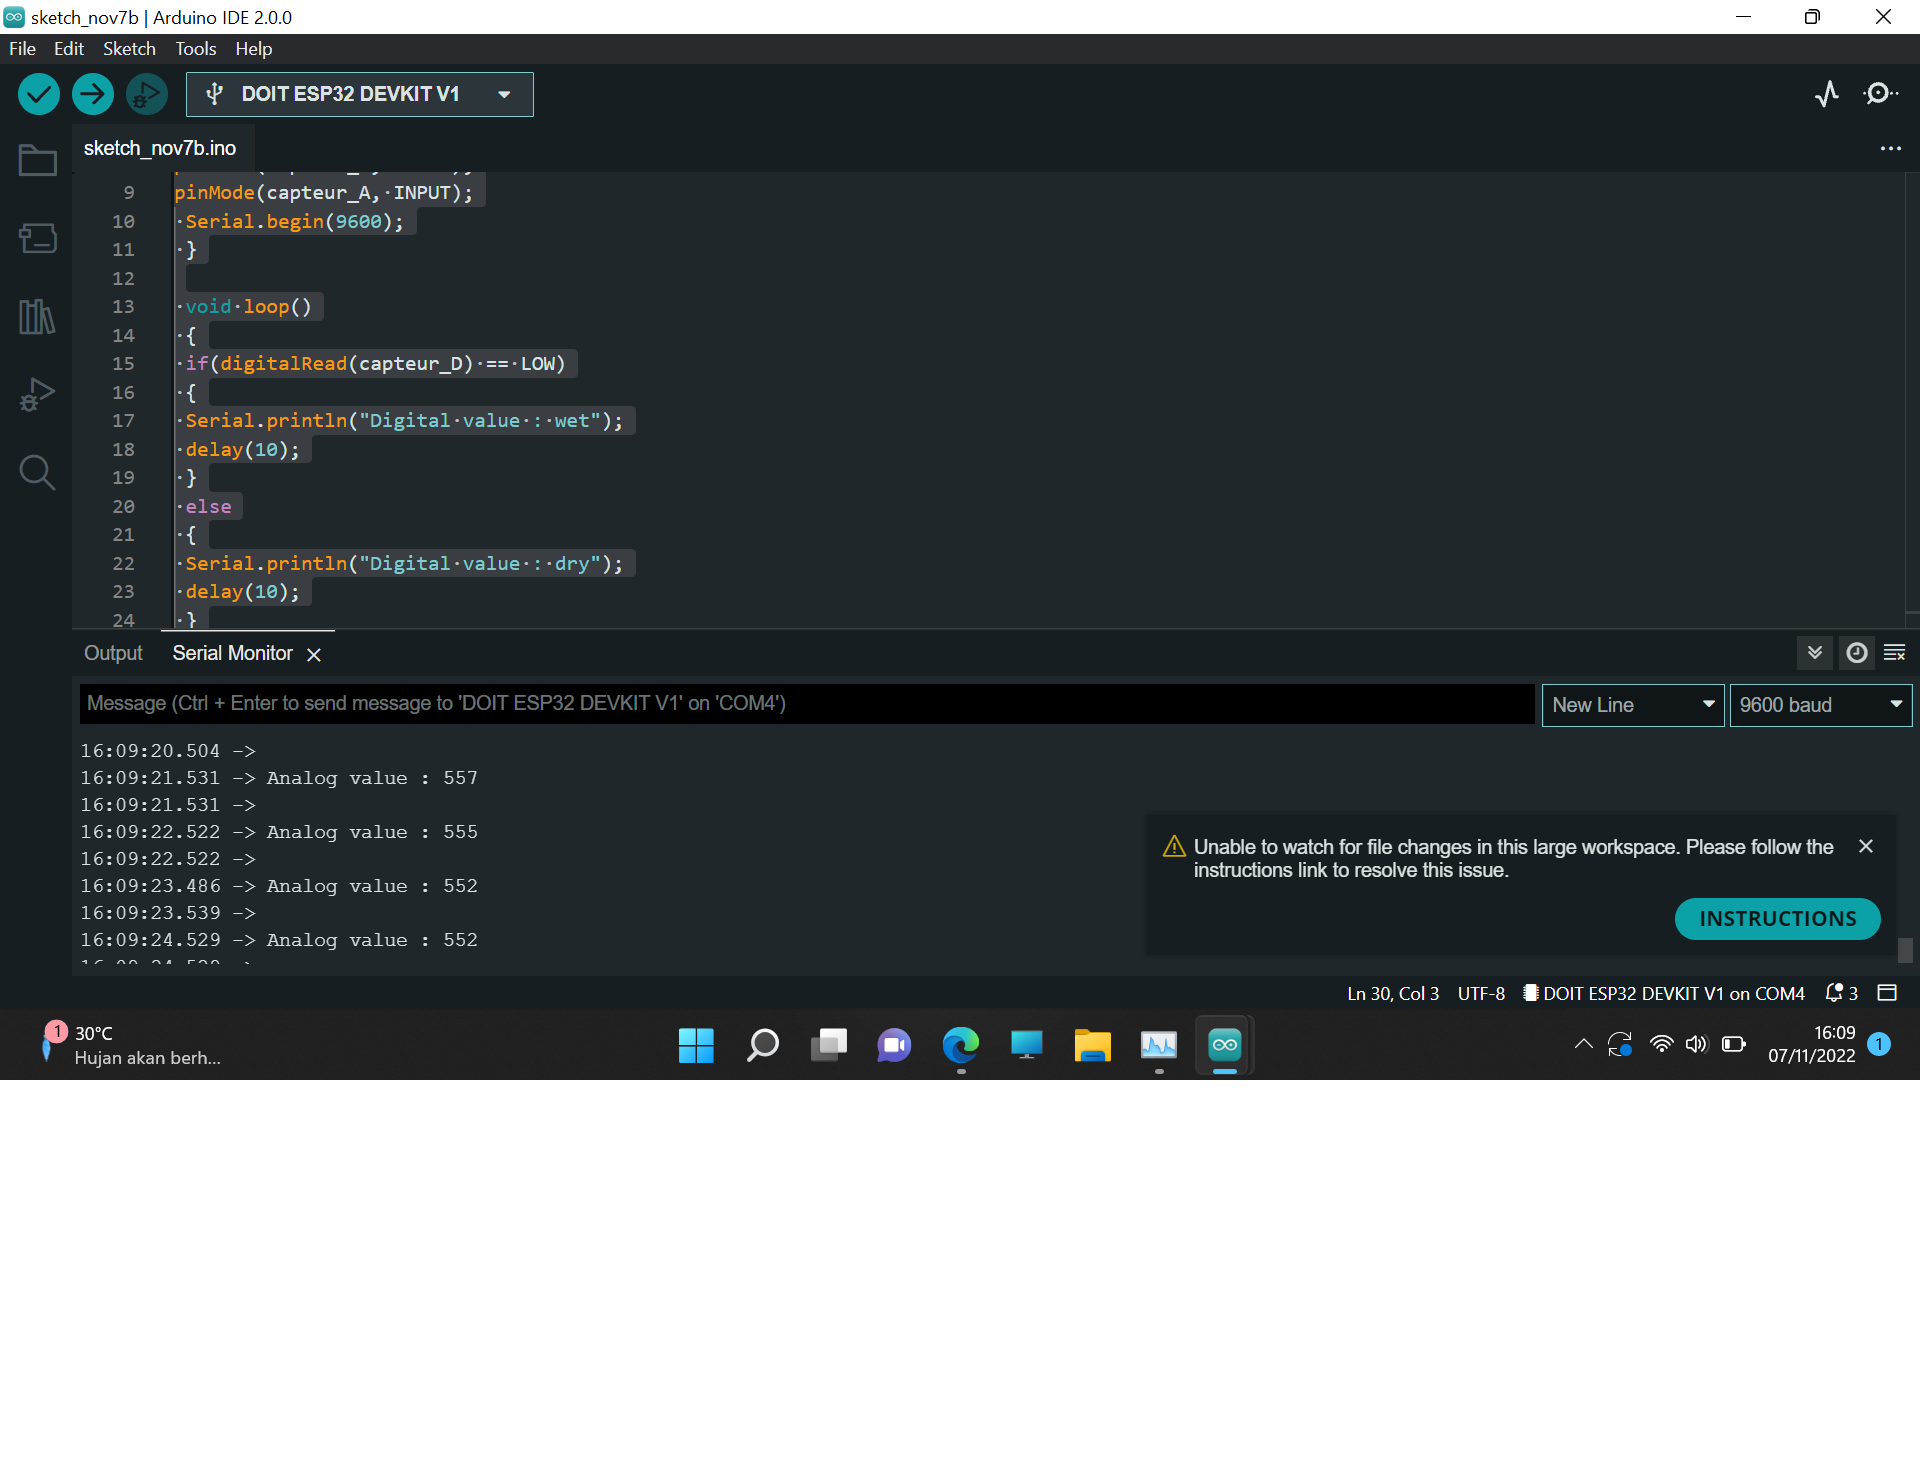 sketch_nov7b | Arduino IDE 2.0.0
File Edit Sketch Tools Help
DOIT ESP32 DEVKIT V1
sketch_nov7b.ino
9 pinMode(capteur_A, INPUT);
10 Serial.begin(9600);
11 }
12
13 void loop()
14 {
15 if(digitalRead(capteur_D) == LOW)
16 {
17 Serial.println("Digital value : wet");
18 delay(10);
19 }
20 else
21 {
22 Serial.println("Digital value : dry");
23 delay(10);
24 }
Output Serial Monitor
Message (Ctrl + Enter to send message to 'DOIT ESP32 DEVKIT V1' on 'COM4')
New Line 9600 baud
16:09:20.504 ->
16:09:21.531 -> Analog value : 557
16:09:21.531 ->
16:09:22.522 -> Analog value : 555
16:09:22.522 ->
16:09:23.486 -> Analog value : 552
16:09:23.539 ->
16:09:24.529 -> Analog value : 552
Unable to watch for file changes in this large workspace. Please follow the
instructions link to resolve this issue.
INSTRUCTIONS
Ln 30, Col 3 UTF-8 DOIT ESP32 DEVKIT V1 on COM4 3
1 30°C
Hujan akan berh...
16:09
07/11/2022 1